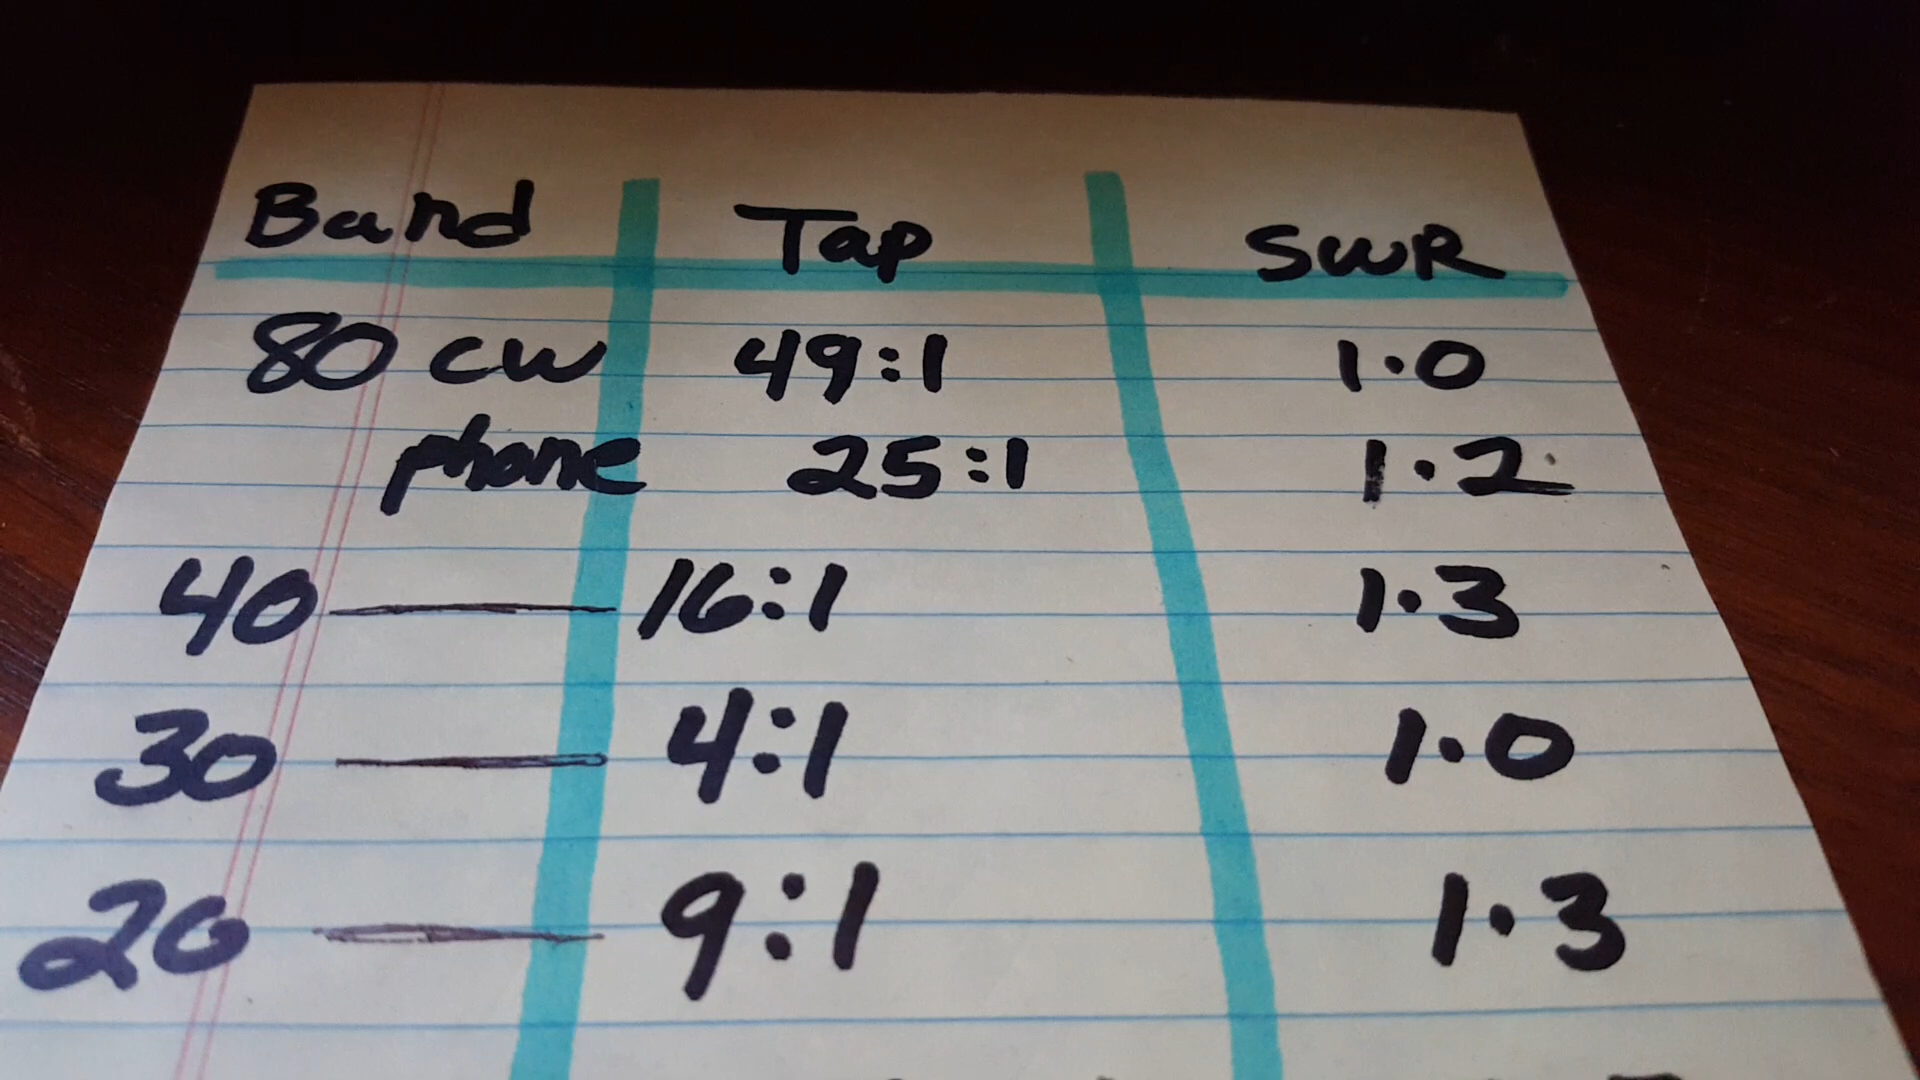 Band Tap SWR
80 CW 49:1 1.0
phone 25:1 1.2
40 — 16:1 1.3
30 — 4:1 1.0
20 — 9:1 1.3